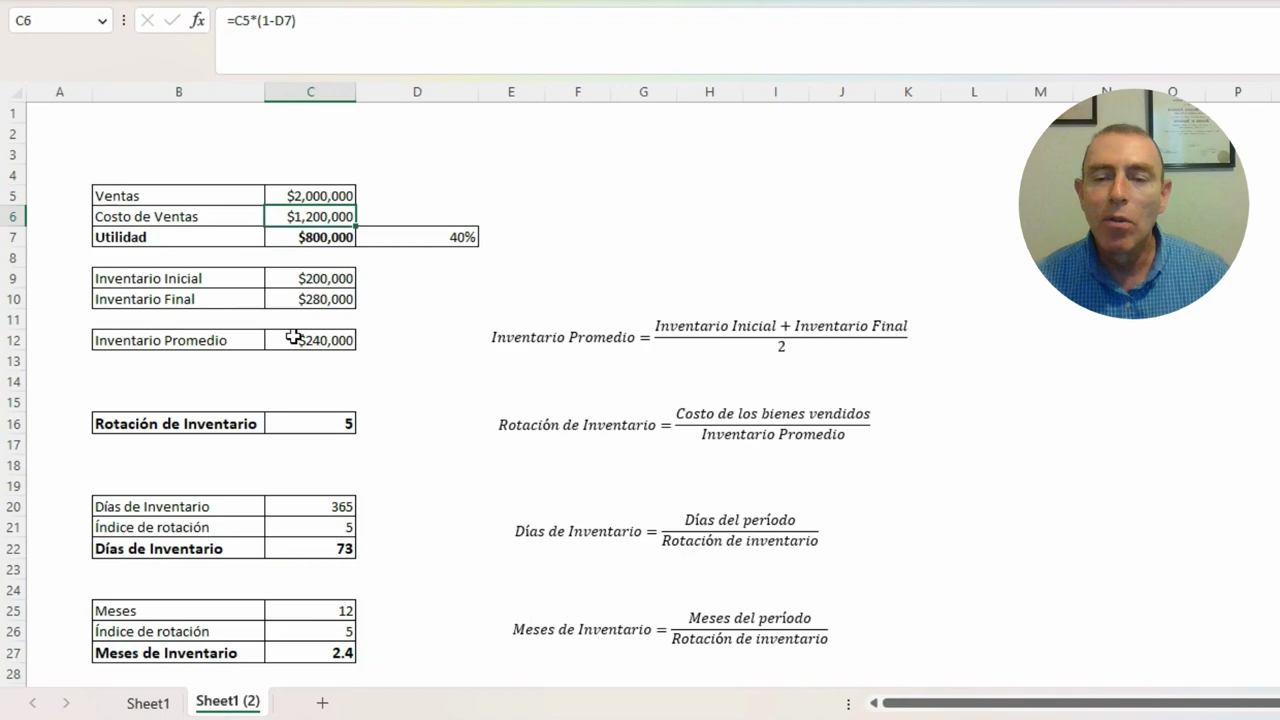 C6
fx
=C5*(1-D7)
A B C D E F G H I J K L M N O P
1
2
3
4
5 Ventas $2,000,000
6 Costo de Ventas $1,200,000
7 Utilidad $800,000 40%
8
9 Inventario Inicial $200,000
10 Inventario Final $280,000
11
12 Inventario Promedio $240,000
Inventario Promedio = Inventario Inicial + Inventario Final
2
13
14
15
16 Rotación de Inventario 5
Rotación de Inventario = Costo de los bienes vendidos
Inventario Promedio
17
18
19
20 Días de Inventario 365
21 Índice de rotación 5
22 Días de Inventario 73
Días de Inventario = Días del período
Rotación de inventario
23
24
25 Meses 12
26 Índice de rotación 5
27 Meses de Inventario 2.4
Meses de Inventario = Meses del período
Rotación de inventario
28
Sheet1 Sheet1 (2) +